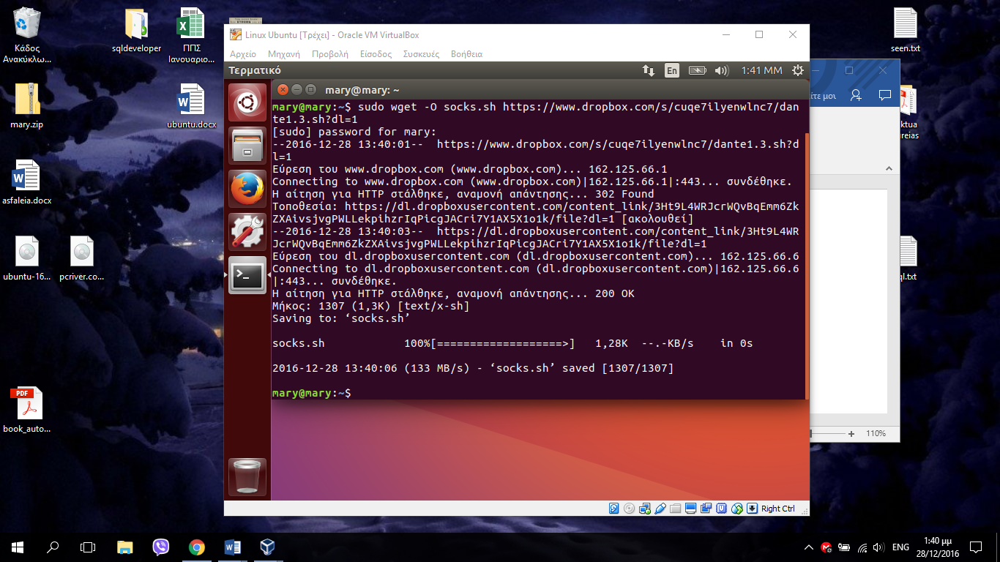 Κάδος
Ανακύκλω...
sqldeveloper
ΠΠΣ
Ιανουαριο...
mary.zip
ubuntu.docx
asfaleia.docx
ubuntu-16...
pcriver.co...
PDF
book_auto...
seen.txt
Linux Ubuntu [Τρέχει] - Oracle VM VirtualBox
Αρχείο Μηχανή Προβολή Είσοδος Συσκευές Βοήθεια
Τερματικό
En
1:41 ΜΜ
mary@mary: ~
mary@mary:~$ sudo wget -O socks.sh https://www.dropbox.com/s/cuqe7ilyenwlnc7/dan
te1.3.sh?dl=1
[sudo] password for mary:
--2016-12-28 13:40:01--  https://www.dropbox.com/s/cuqe7ilyenwlnc7/dante1.3.sh?d
l=1
Εύρεση του www.dropbox.com (www.dropbox.com)... 162.125.66.1
Connecting to www.dropbox.com (www.dropbox.com)|162.125.66.1|:443... συνδέθηκε.
Η αίτηση για HTTP στάλθηκε, αναμονή απάντησης... 302 Found
Τοποθεσία: https://dl.dropboxusercontent.com/content_link/3Ht9L4WRJcrWQvBqEmm6Zk
ZXAivsjvgPWLLekpihzrIqPicgJACri7Y1AX5X1o1k/file?dl=1 [ακολουθεί]
--2016-12-28 13:40:03--  https://dl.dropboxusercontent.com/content_link/3Ht9L4WR
JcrWQvBqEmm6ZkZXAivsjvgPWLLekpihzrIqPicgJACri7Y1AX5X1o1k/file?dl=1
Εύρεση του dl.dropboxusercontent.com (dl.dropboxusercontent.com)... 162.125.66.6
Connecting to dl.dropboxusercontent.com (dl.dropboxusercontent.com)|162.125.66.6
|:443... συνδέθηκε.
Η αίτηση για HTTP στάλθηκε, αναμονή απάντησης... 200 OK
Μήκος: 1307 (1,3K) [text/x-sh]
Saving to: ‘socks.sh’
socks.sh            100%[===================>]   1,28K  --.-KB/s    in 0s
2016-12-28 13:40:06 (133 MB/s) - ‘socks.sh’ saved [1307/1307]
mary@mary:~$
Right Ctrl
ίτε μοι
ktua
reias
ql.txt
110%
ENG
1:40 μμ
28/12/2016